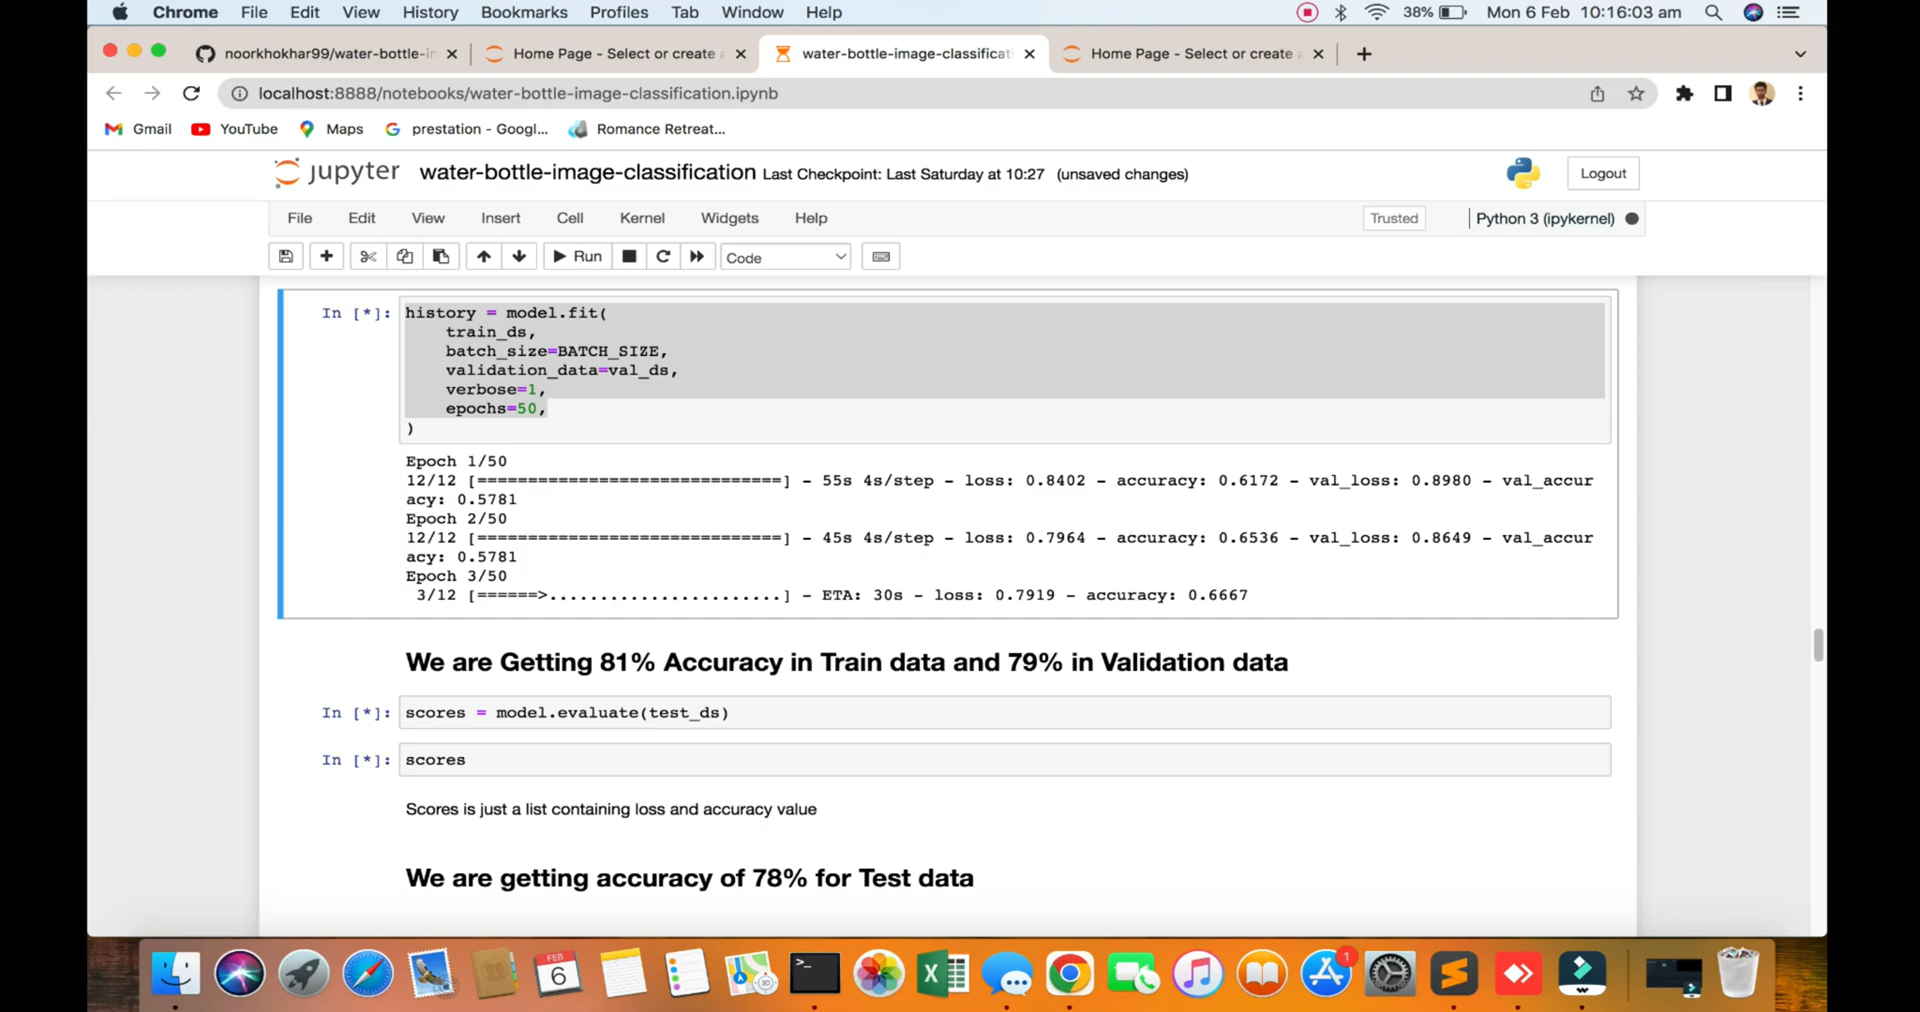 Chrome File Edit View History Bookmarks Profiles Tab Window Help 38% Mon 6 Feb 10:16:03 am
noorkhokhar99/water-bottle-i Home Page - Select or create water-bottle-image-classificati Home Page - Select or create
localhost:8888/notebooks/water-bottle-image-classification.ipynb
Gmail YouTube Maps prestation - Googl... Romance Retreat...
jupyter water-bottle-image-classification Last Checkpoint: Last Saturday at 10:27 (unsaved changes) Logout
File Edit View Insert Cell Kernel Widgets Help Trusted Python 3 (ipykernel)
Run Code
In [*]: history = model.fit(
train_ds,
batch_size=BATCH_SIZE,
validation_data=val_ds,
verbose=1,
epochs=50,
)
Epoch 1/50
12/12 [==============================] - 55s 4s/step - loss: 0.8402 - accuracy: 0.6172 - val_loss: 0.8980 - val_accur
acy: 0.5781
Epoch 2/50
12/12 [==============================] - 45s 4s/step - loss: 0.7964 - accuracy: 0.6536 - val_loss: 0.8649 - val_accur
acy: 0.5781
Epoch 3/50
3/12 [======>.......................] - ETA: 30s - loss: 0.7919 - accuracy: 0.6667
We are Getting 81% Accuracy in Train data and 79% in Validation data
In [*]: scores = model.evaluate(test_ds)
In [*]: scores
Scores is just a list containing loss and accuracy value
We are getting accuracy of 78% for Test data
FEB
6
1